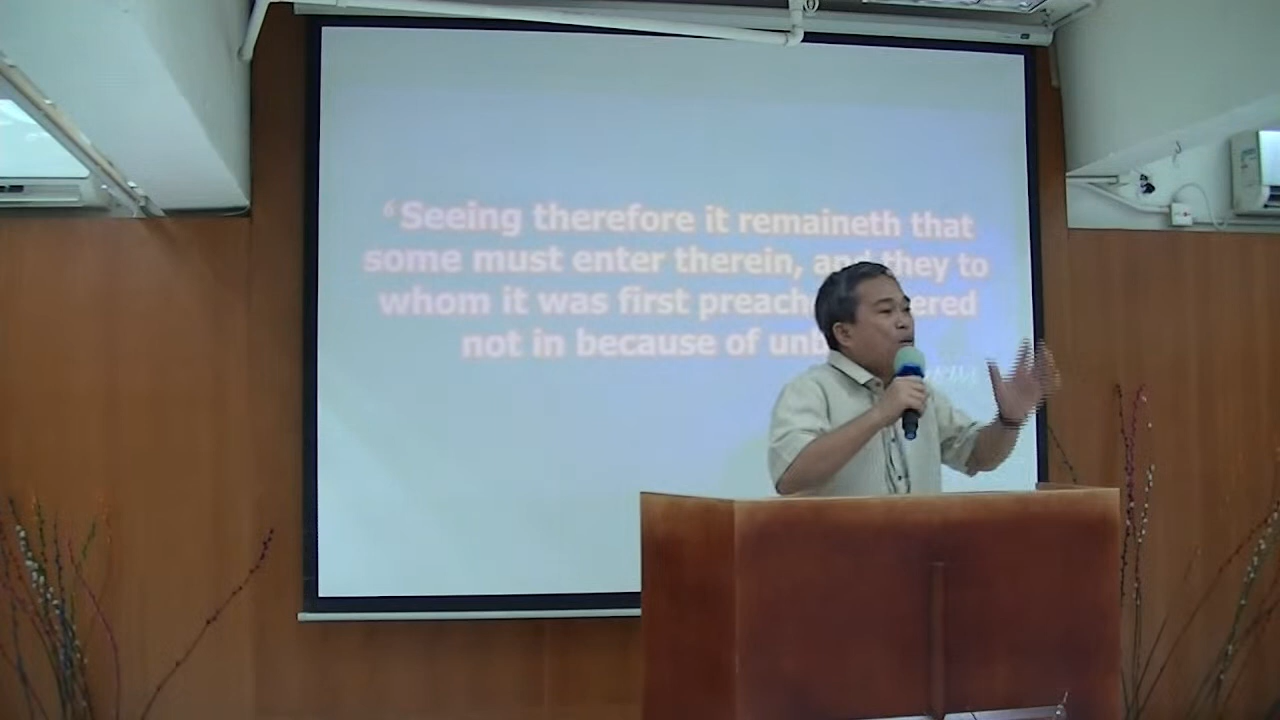 ‘Seeing therefore it remaineth that
some must enter therein, and they to
whom it was first preach ered
not in because of unb